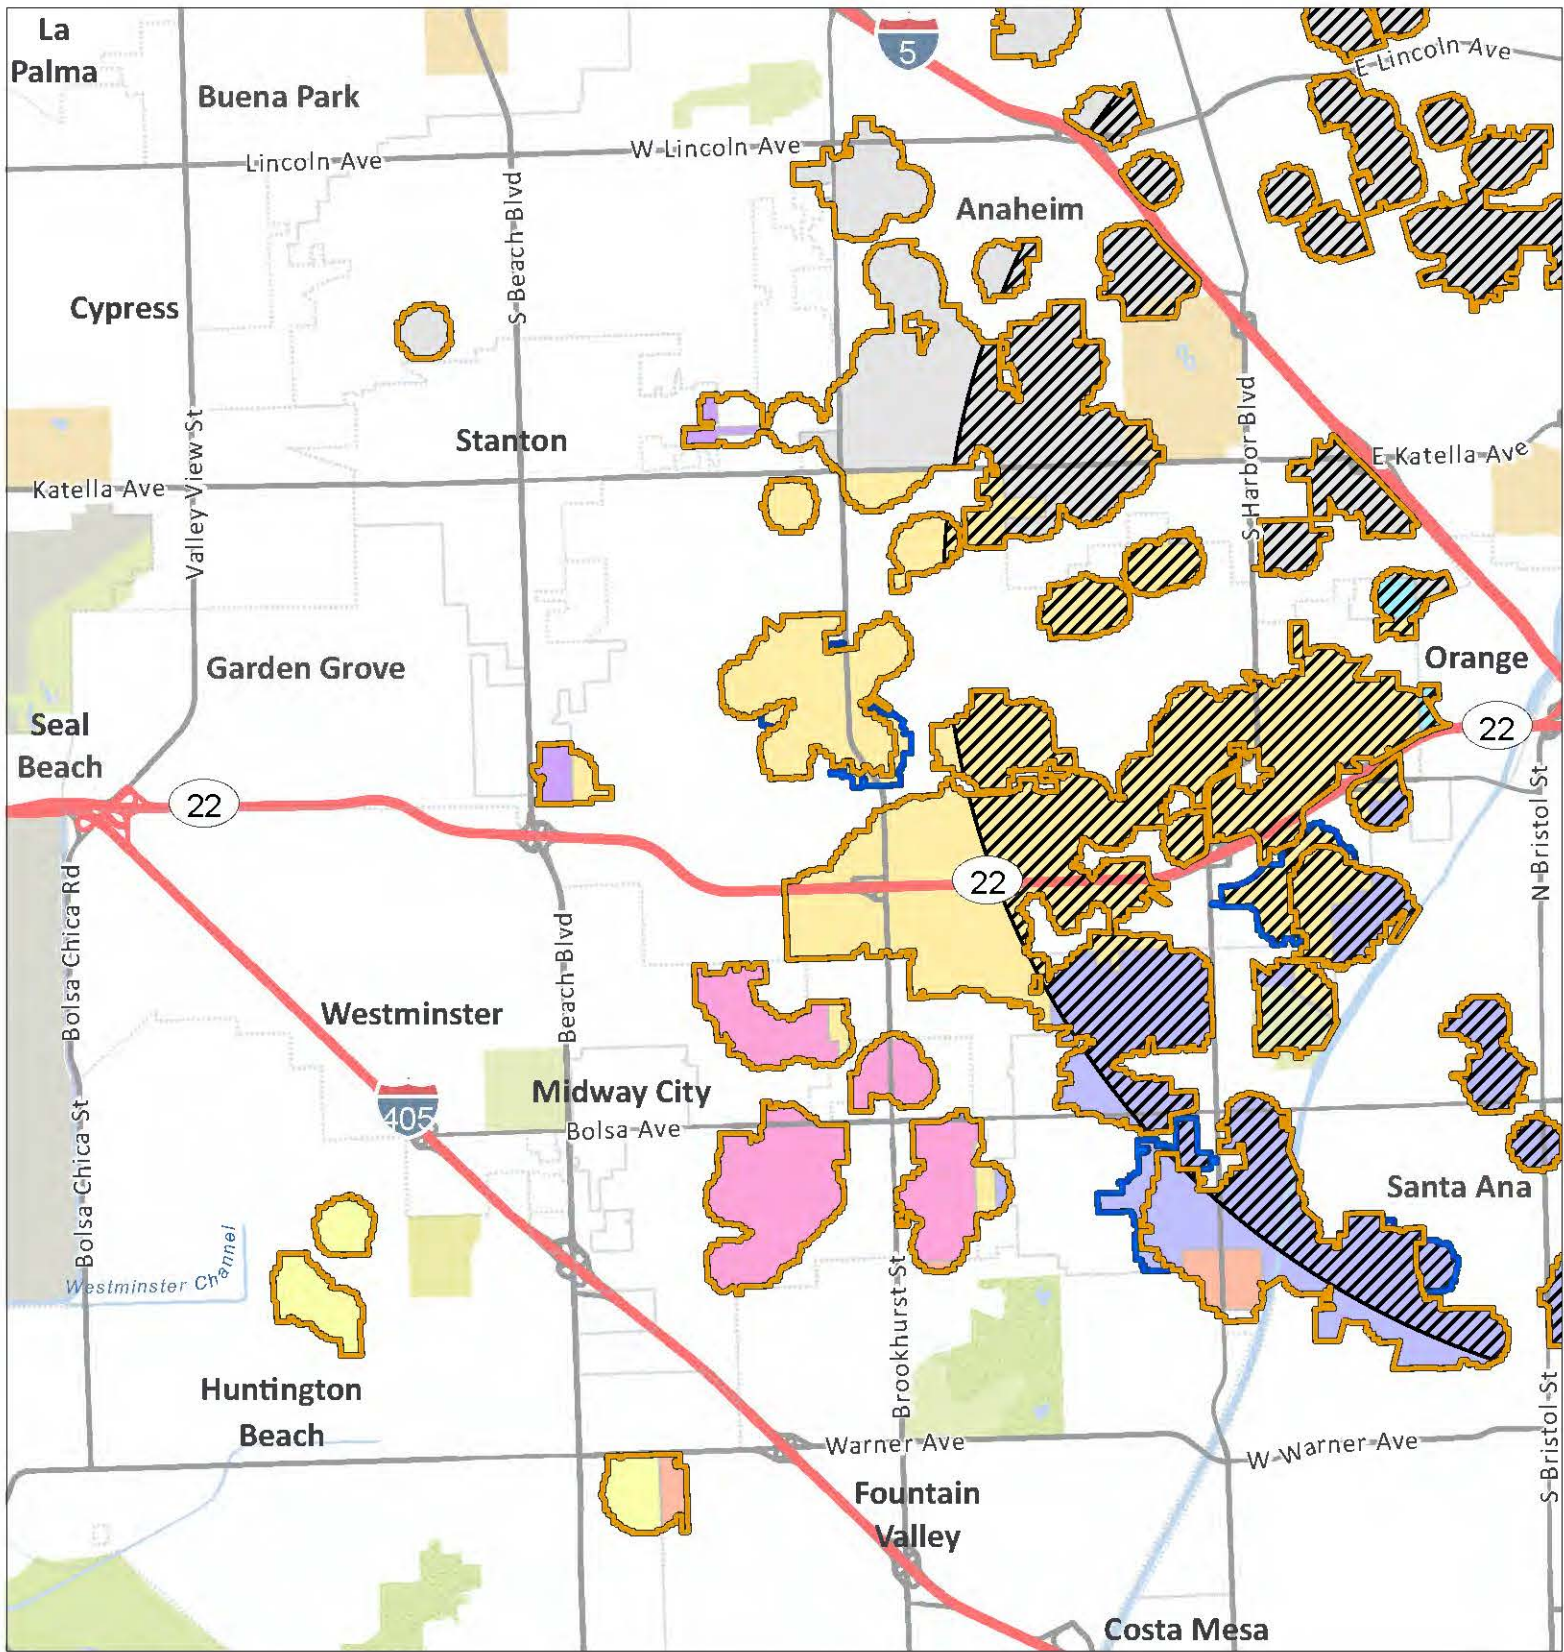 La
Palma
Buena Park
5
E Lincoln Ave
Lincoln Ave
W Lincoln Ave
S Beach Blvd
Anaheim
Cypress
Stanton
Valley View St
Katella Ave
S Harbor Blvd
E Katella Ave
Garden Grove
Orange
Seal
Beach
22
22
22
N Bristol St
Bolsa Chica Rd
Beach Blvd
Westminster
405
Midway City
Bolsa Ave
Bolsa Chica St
Santa Ana
Westminster Channel
Brookhurst St
Huntington
Beach
Warner Ave
W Warner Ave
S Bristol St
Fountain
Valley
Costa Mesa